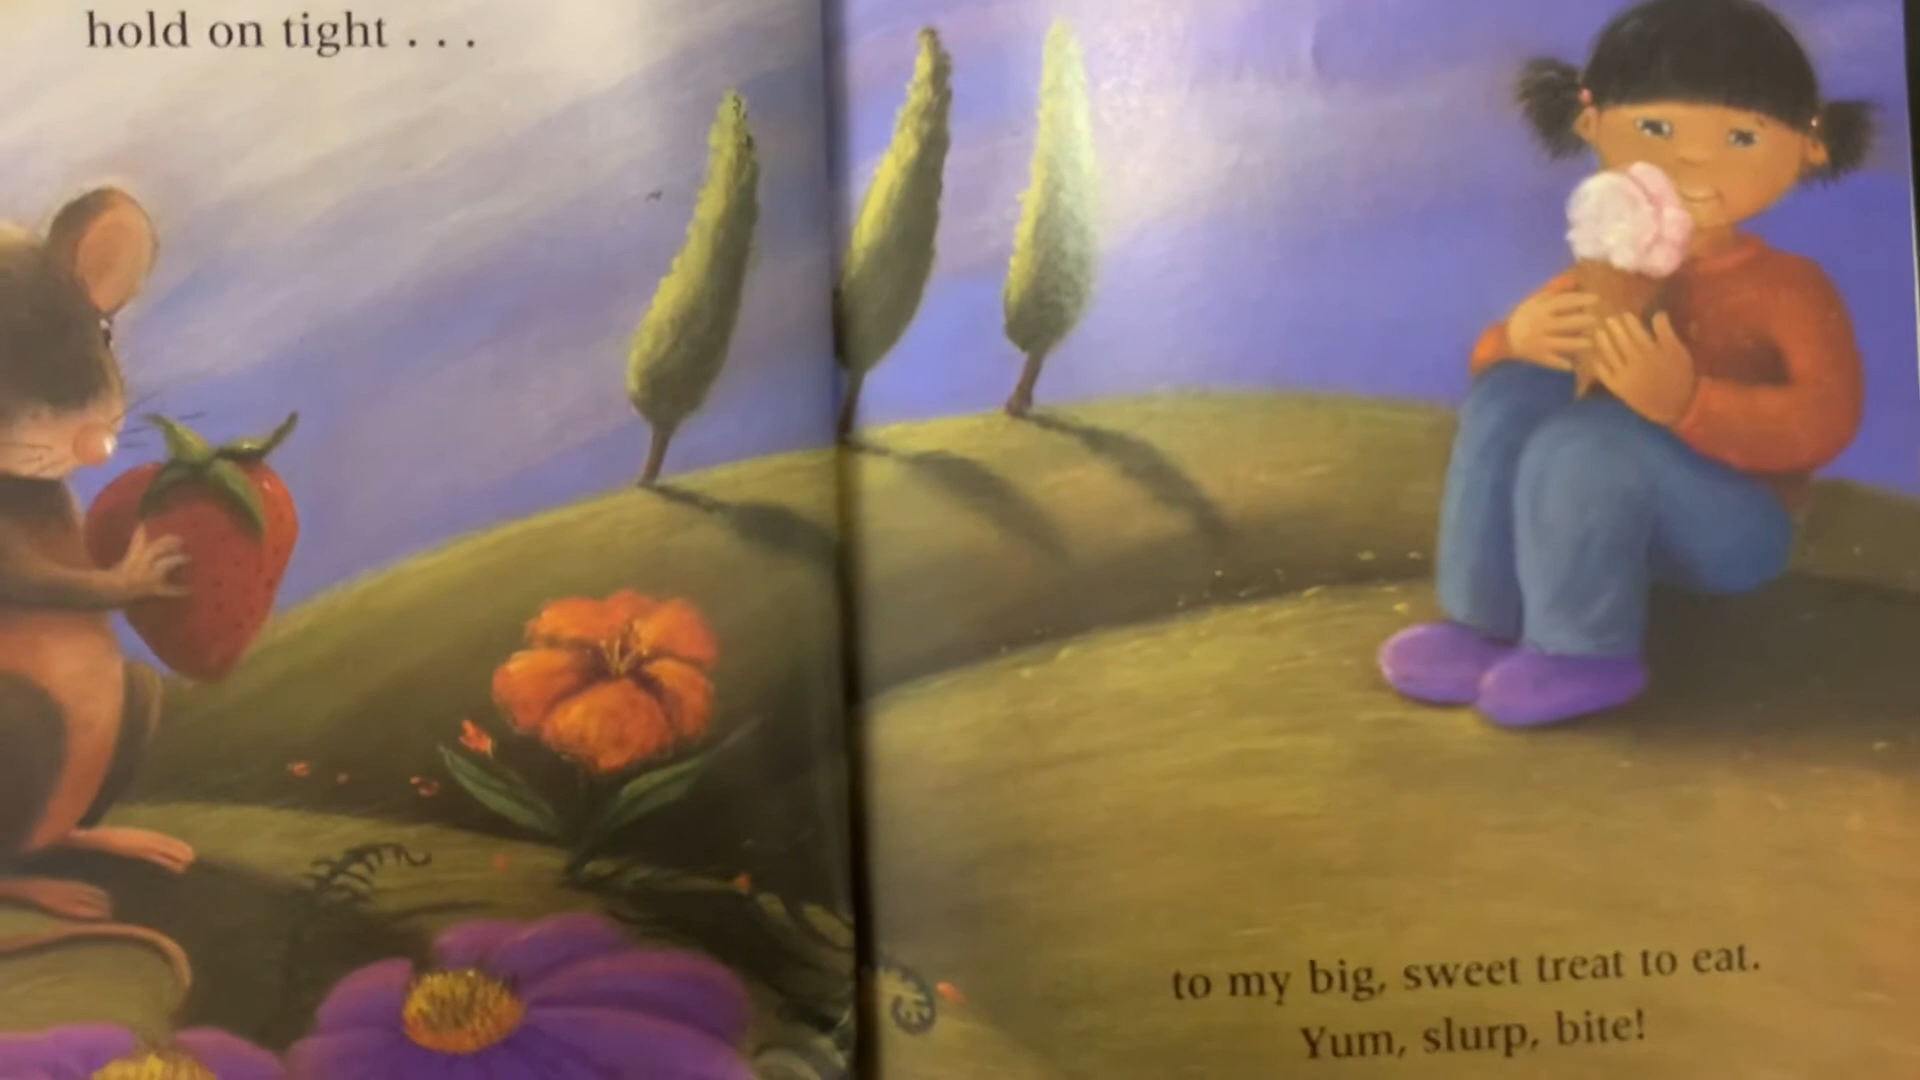 hold on tight . . .
to my big, sweet treat to eat.
Yum, slurp, bite!